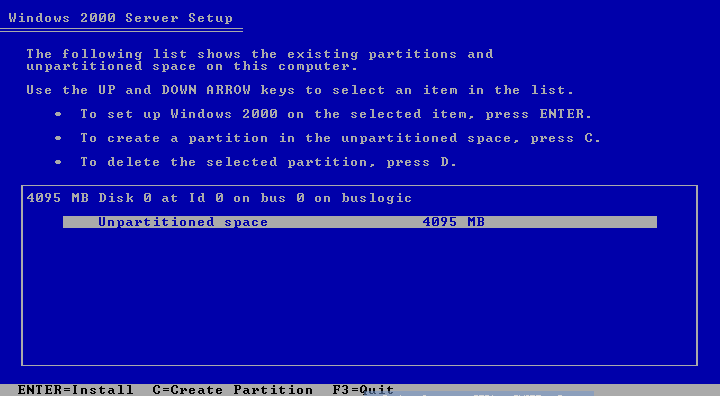 Windows 2000 Server Setup
The following list shows the existing partitions and
unpartitioned space on this computer.
Use the UP and DOWN ARROW keys to select an item in the list.
• To set up Windows 2000 on the selected item, press ENTER.
• To create a partition in the unpartitioned space, press C.
• To delete the selected partition, press D.
4095 MB Disk 0 at Id 0 on bus 0 on buslogic
Unpartitioned space 4095 MB
ENTER=Install C=Create Partition F3=Quit